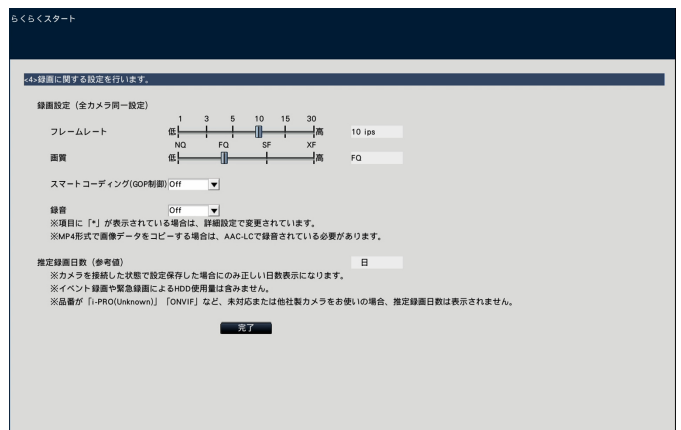 らくらくスタート
<4>録画に関する設定を行います。
録画設定（全カメラ同一設定）
1 3 5 10 15 30
フレームレート 低 高 10 ips
NQ FQ SF XF
画質 低 高 FQ
スマートコーディング(GOP制御) Off
録音 Off
※項目に「*」が表示されている場合は、詳細設定で変更されています。
※MP4形式で画像データをコピーする場合は、AAC-LCで録音されている必要があります。
推定録画日数（参考値） 日
※カメラを接続した状態で設定保存した場合にのみ正しい日数表示になります。
※イベント録画や緊急録画によるHDD使用量は含みません。
※品番が「i-PRO(Unknown)」「ONVIF」など、未対応または他社製カメラをお使いの場合、推定録画日数は表示されません。
完了